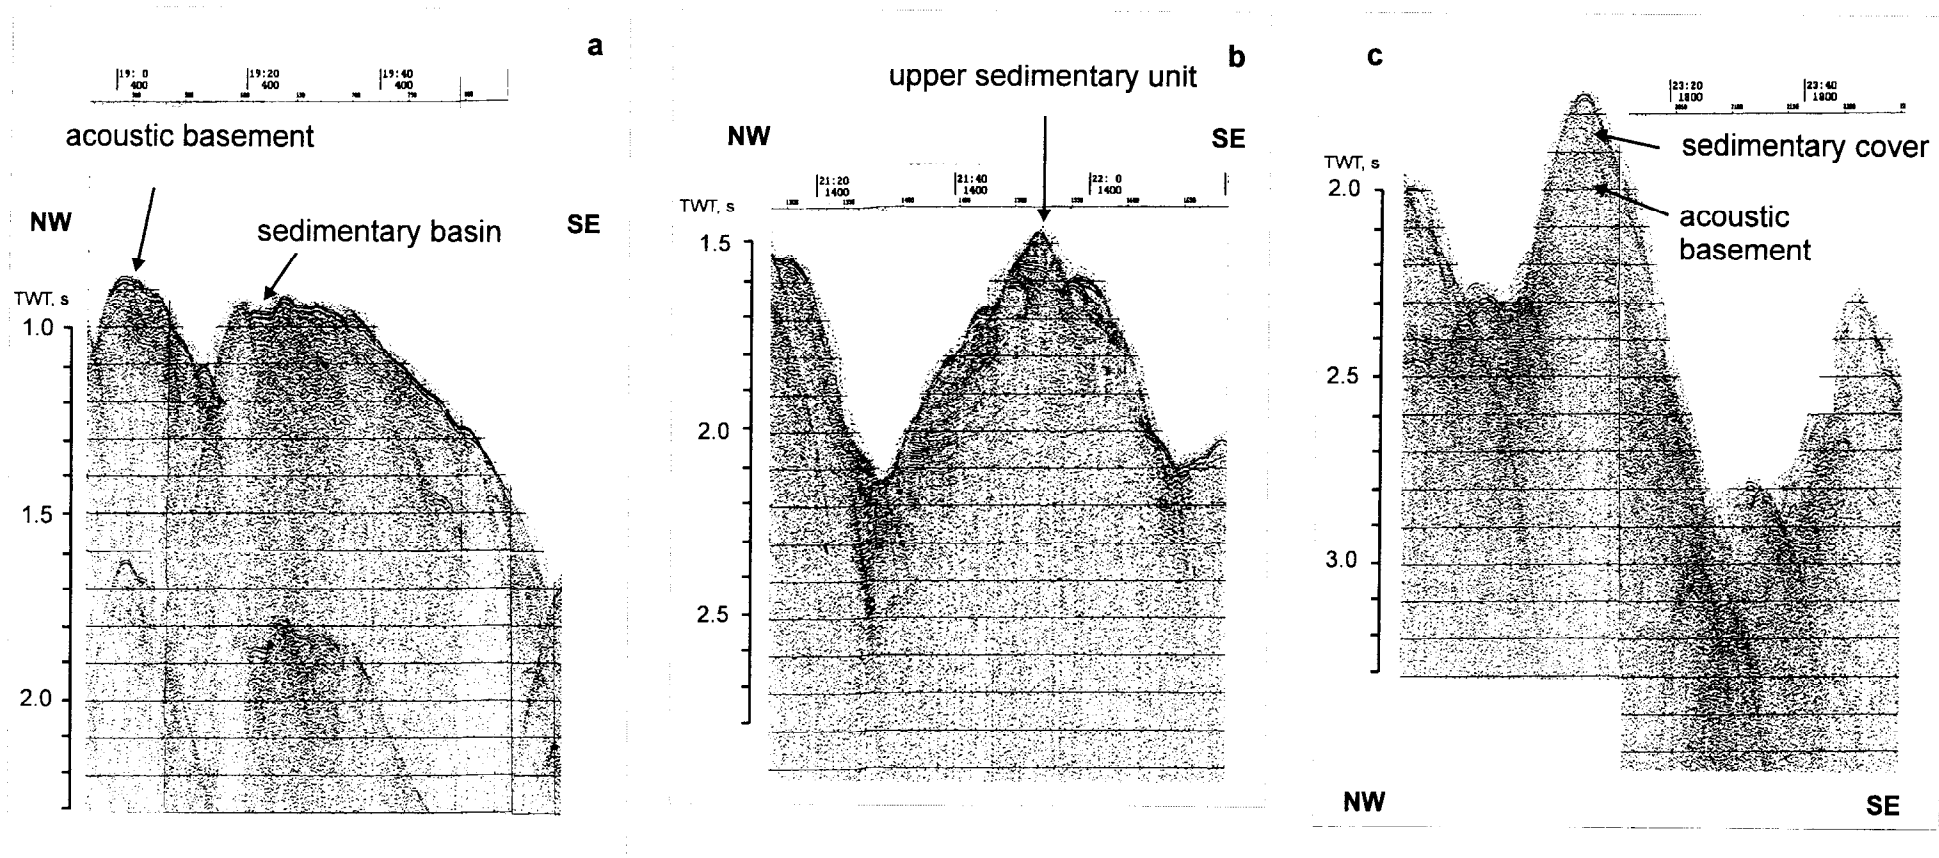 a
19: 0
400
19:20
400
19:40
400
acoustic basement
NW
sedimentary basin
SE
TWT, s
1.0
1.5
2.0
b
upper sedimentary unit
NW
SE
21:20
1400
21:40
1400
22: 0
1400
TWT, s
1.5
2.0
2.5
c
23:20
1800
23:40
1800
sedimentary cover
TWT, s
2.0
acoustic
basement
2.5
3.0
NW
SE